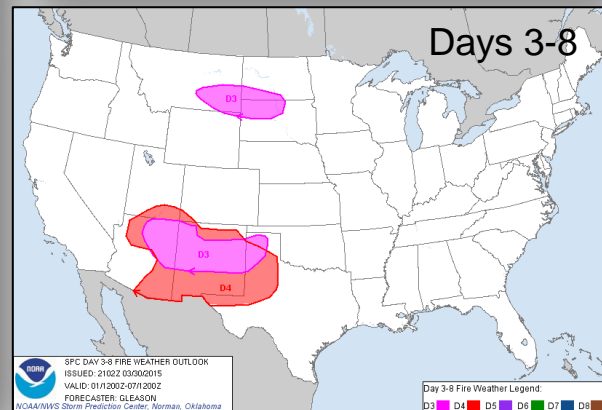 Days 3-8
D3
D3
D4
NOAA
SPC DAY 3-8 FIRE WEATHER OUTLOOK
ISSUED: 2102Z 03/30/2015
VALID: 01/1200Z-07/1200Z
FORECASTER: GLEASON
NOAA/NWS Storm Prediction Center, Norman, Oklahoma
Day 3-8 Fire Weather Legend:
D3 D4 D5 D6 D7 D8